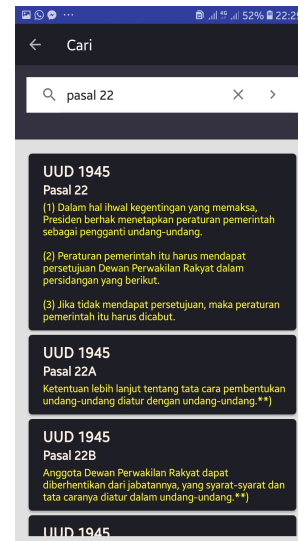 52% 22:29
Cari
pasal 22
UUD 1945
Pasal 22
(1) Dalam hal ihwal kegentingan yang memaksa,
Presiden berhak menetapkan peraturan pemerintah
sebagai pengganti undang-undang.
(2) Peraturan pemerintah itu harus mendapat
persetujuan Dewan Perwakilan Rakyat dalam
persidangan yang berikut.
(3) Jika tidak mendapat persetujuan, maka peraturan
pemerintah itu harus dicabut.
UUD 1945
Pasal 22A
Ketentuan lebih lanjut tentang tata cara pembentukan
undang-undang diatur dengan undang-undang.**)
UUD 1945
Pasal 22B
Anggota Dewan Perwakilan Rakyat dapat
diberhentikan dari jabatannya, yang syarat-syarat dan
tata caranya diatur dalam undang-undang.**)
UUD 1945